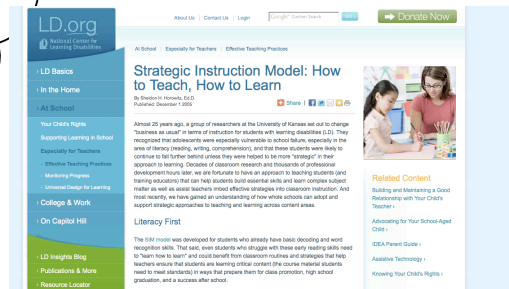 LD.org
National Center for
Learning Disabilities
About Us | Contact Us | Login
Google™ Custom Search
Donate Now
At School | Especially for Teachers | Effective Teaching Practices
› LD Basics
› In the Home
› At School
Your Child's Rights
Supporting Learning in School
Especially for Teachers
- Effective Teaching Practices
- Monitoring Progress
- Universal Design for Learning
› College & Work
› On Capitol Hill
› LD Insights Blog
› Publications & More
› Resource Locator
Strategic Instruction Model: How
to Teach, How to Learn
By Sheldon H. Horowitz, Ed.D.
Published: December 1 2005
Share
Almost 25 years ago, a group of researchers at the University of Kansas set out to change
"business as usual" in terms of instruction for students with learning disabilities (LD). They
recognized that adolescents were especially vulnerable to school failure, especially in the
area of literacy (reading, writing, comprehension), and that these students were likely to
continue to fall further behind unless they were helped to be more "strategic" in their
approach to learning. Decades of classroom research and thousands of professional
development hours later, we are fortunate to have an approach to teaching students (and
training educators) that can help students build essential skills and learn complex subject
matter as well as assist teachers imbed effective strategies into classroom instruction. And
most recently, we have gained an understanding of how whole schools can adopt and
support strategic approaches to teaching and learning across content areas.
Literacy First
The SIM model was developed for students who already have basic decoding and word
recognition skills. That said, even students who struggle with these early reading skills need
to "learn how to learn" and could benefit from classroom routines and strategies that help
teachers ensure that students are learning critical content (the course material students
need to meet standards) in ways that prepare them for class promotion, high school
graduation, and a success after school.
Related Content
Building and Maintaining a Good
Relationship with Your Child's
Teacher ›
Advocating for Your School-Aged
Child ›
IDEA Parent Guide ›
Assistive Technology ›
Knowing Your Child's Rights ›